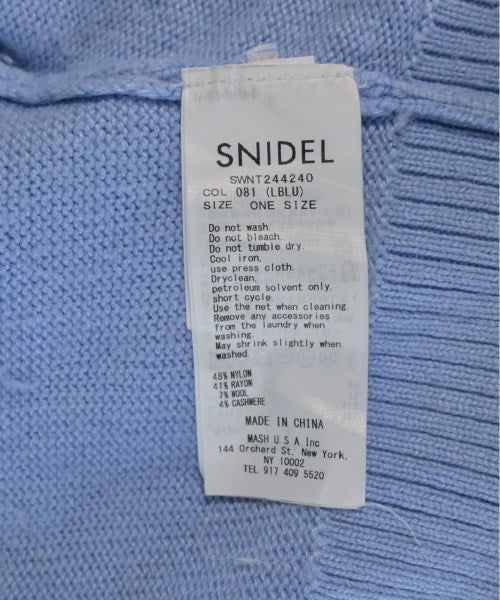 SNIDEL
SWNT244240
COL 081 (LBLU)
SIZE ONE SIZE
Do not wash.
Do not bleach.
Do not tumble dry.
Cool iron,
use press cloth.
Dryclean,
petroleum solvent only.
short cycle.
Use the net when cleaning.
Remove any accessories
from the laundry when
washing.
May shrink slightly when
washed.
48% NYLON
41% RAYON
7% WOOL
4% CASHMERE
MADE IN CHINA
MASH U.S.A Inc
144 Orchard St. New York.
NY 10002
TEL 917 409 5520